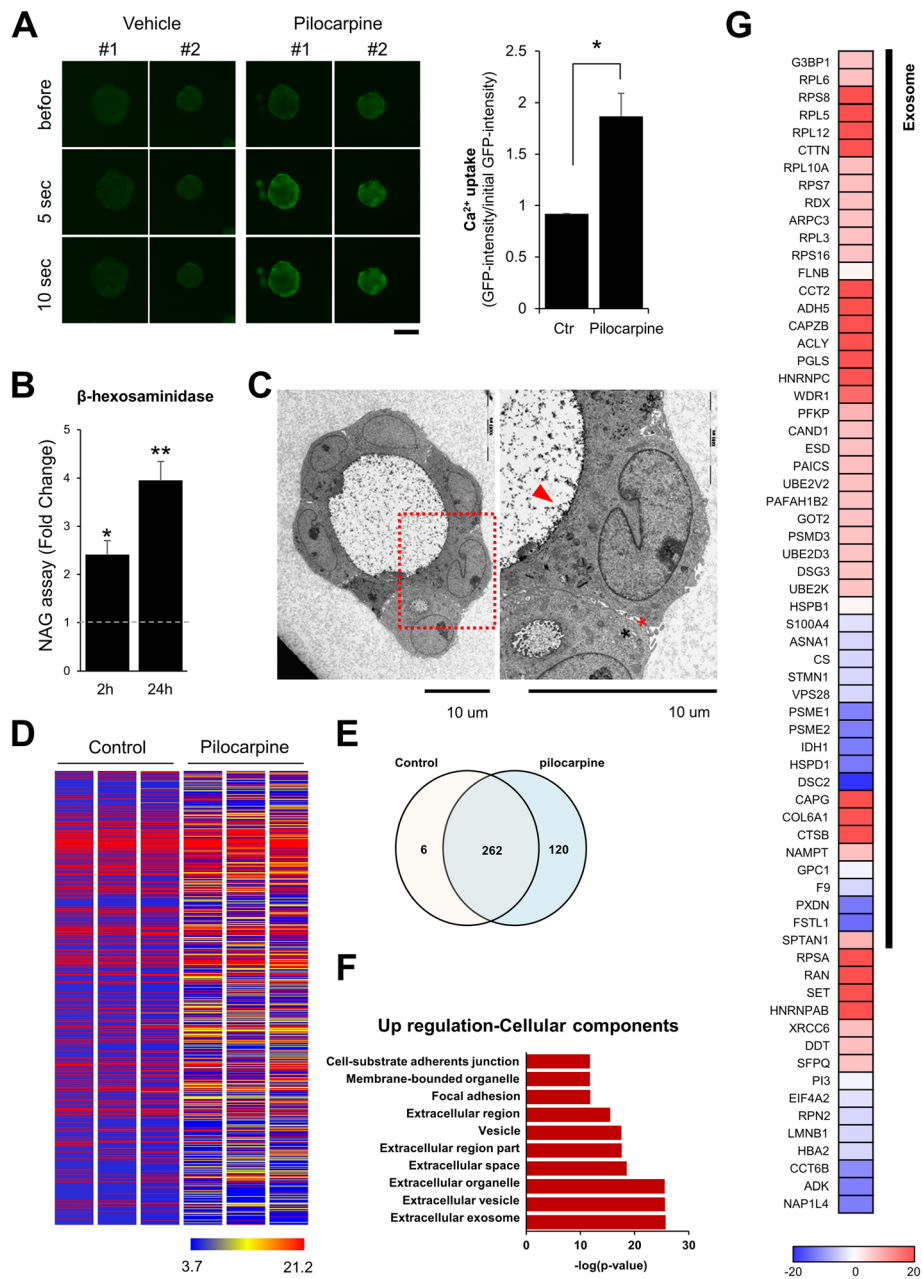 A
Vehicle
Pilocarpine
#1
#2
#1
#2
before
5 sec
10 sec
Ca²⁺ uptake
(GFP-intensity/initial GFP-intensity)
2.5
2
1.5
1
0.5
0
*
Ctr
Pilocarpine
B
β-hexosaminidase
NAG assay (Fold Change)
5
4
3
2
1
0
*
**
2h
24h
C
*
*
10 um
10 um
D
Control
Pilocarpine
3.7
21.2
E
Control
pilocarpine
6
262
120
F
Up regulation-Cellular components
Cell-substrate adherents junction
Membrane-bounded organelle
Focal adhesion
Extracellular region
Vesicle
Extracellular region part
Extracellular space
Extracellular organelle
Extracellular vesicle
Extracellular exosome
0
10
20
30
-log(p-value)
G
Exosome
G3BP1
RPL6
RPS8
RPL5
RPL12
CTTN
RPL10A
RPS7
RDX
ARPC3
RPL3
RPS16
FLNB
CCT2
ADH5
CAPZB
ACLY
PGLS
HNRNPC
WDR1
PFKP
CAND1
ESD
PAICS
UBE2V2
PAFAH1B2
GOT2
PSMD3
UBE2D3
DSG3
UBE2K
HSPB1
S100A4
ASNA1
CS
STMN1
VPS28
PSME1
PSME2
IDH1
HSPD1
DSC2
CAPG
COL6A1
CTSB
NAMPT
GPC1
F9
PXDN
FSTL1
SPTAN1
RPSA
RAN
SET
HNRNPAB
XRCC6
DDT
SFPQ
PI3
EIF4A2
RPN2
LMNB1
HBA2
CCT6B
ADK
NAP1L4
-20
0
20